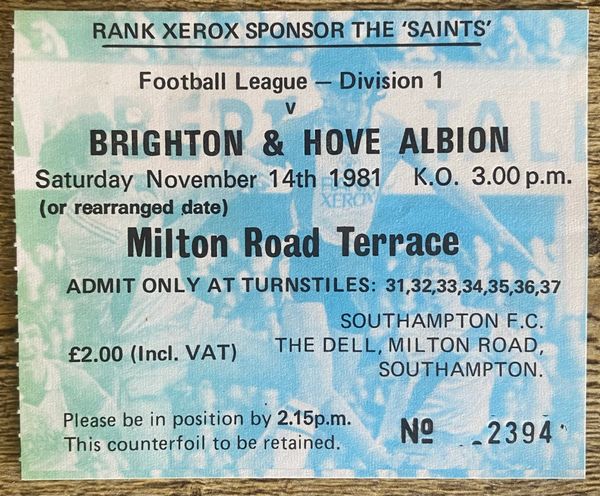 RANK XEROX SPONSOR THE 'SAINTS'
Football League — Division 1
v
BRIGHTON & HOVE ALBION
Saturday November 14th 1981 K.O. 3.00 p.m.
(or rearranged date)
Milton Road Terrace
ADMIT ONLY AT TURNSTILES: 31,32,33,34,35,36,37
SOUTHAMPTON F.C.
£2.00 (Incl. VAT) THE DELL, MILTON ROAD,
SOUTHAMPTON.
Please be in position by 2.15p.m.
This counterfoil to be retained.
Nº 2394
XEROX